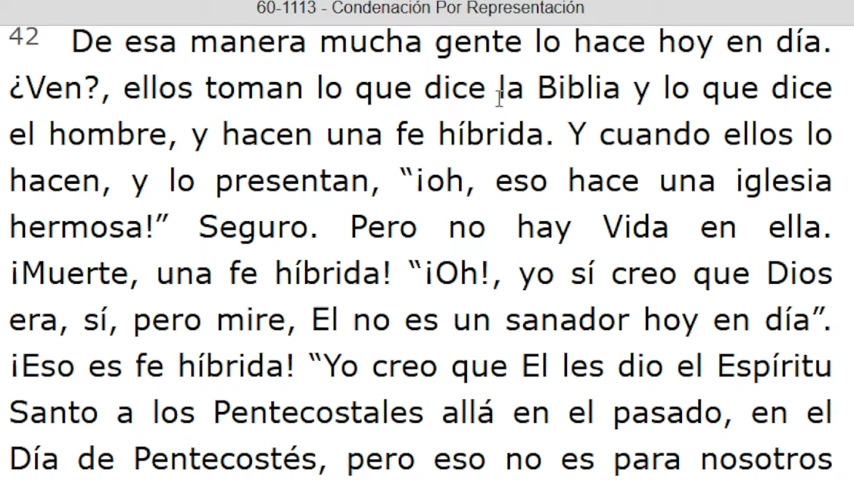 60-1113 - Condenación Por Representación
42 De esa manera mucha gente lo hace hoy en día.
¿Ven?, ellos toman lo que dice la Biblia y lo que dice
el hombre, y hacen una fe híbrida. Y cuando ellos lo
hacen, y lo presentan, “¡oh, eso hace una iglesia
hermosa!” Seguro. Pero no hay Vida en ella.
¡Muerte, una fe híbrida! “¡Oh!, yo sí creo que Dios
era, sí, pero mire, El no es un sanador hoy en día”.
¡Eso es fe híbrida! “Yo creo que El les dio el Espíritu
Santo a los Pentecostales allá en el pasado, en el
Día de Pentecostés, pero eso no es para nosotros